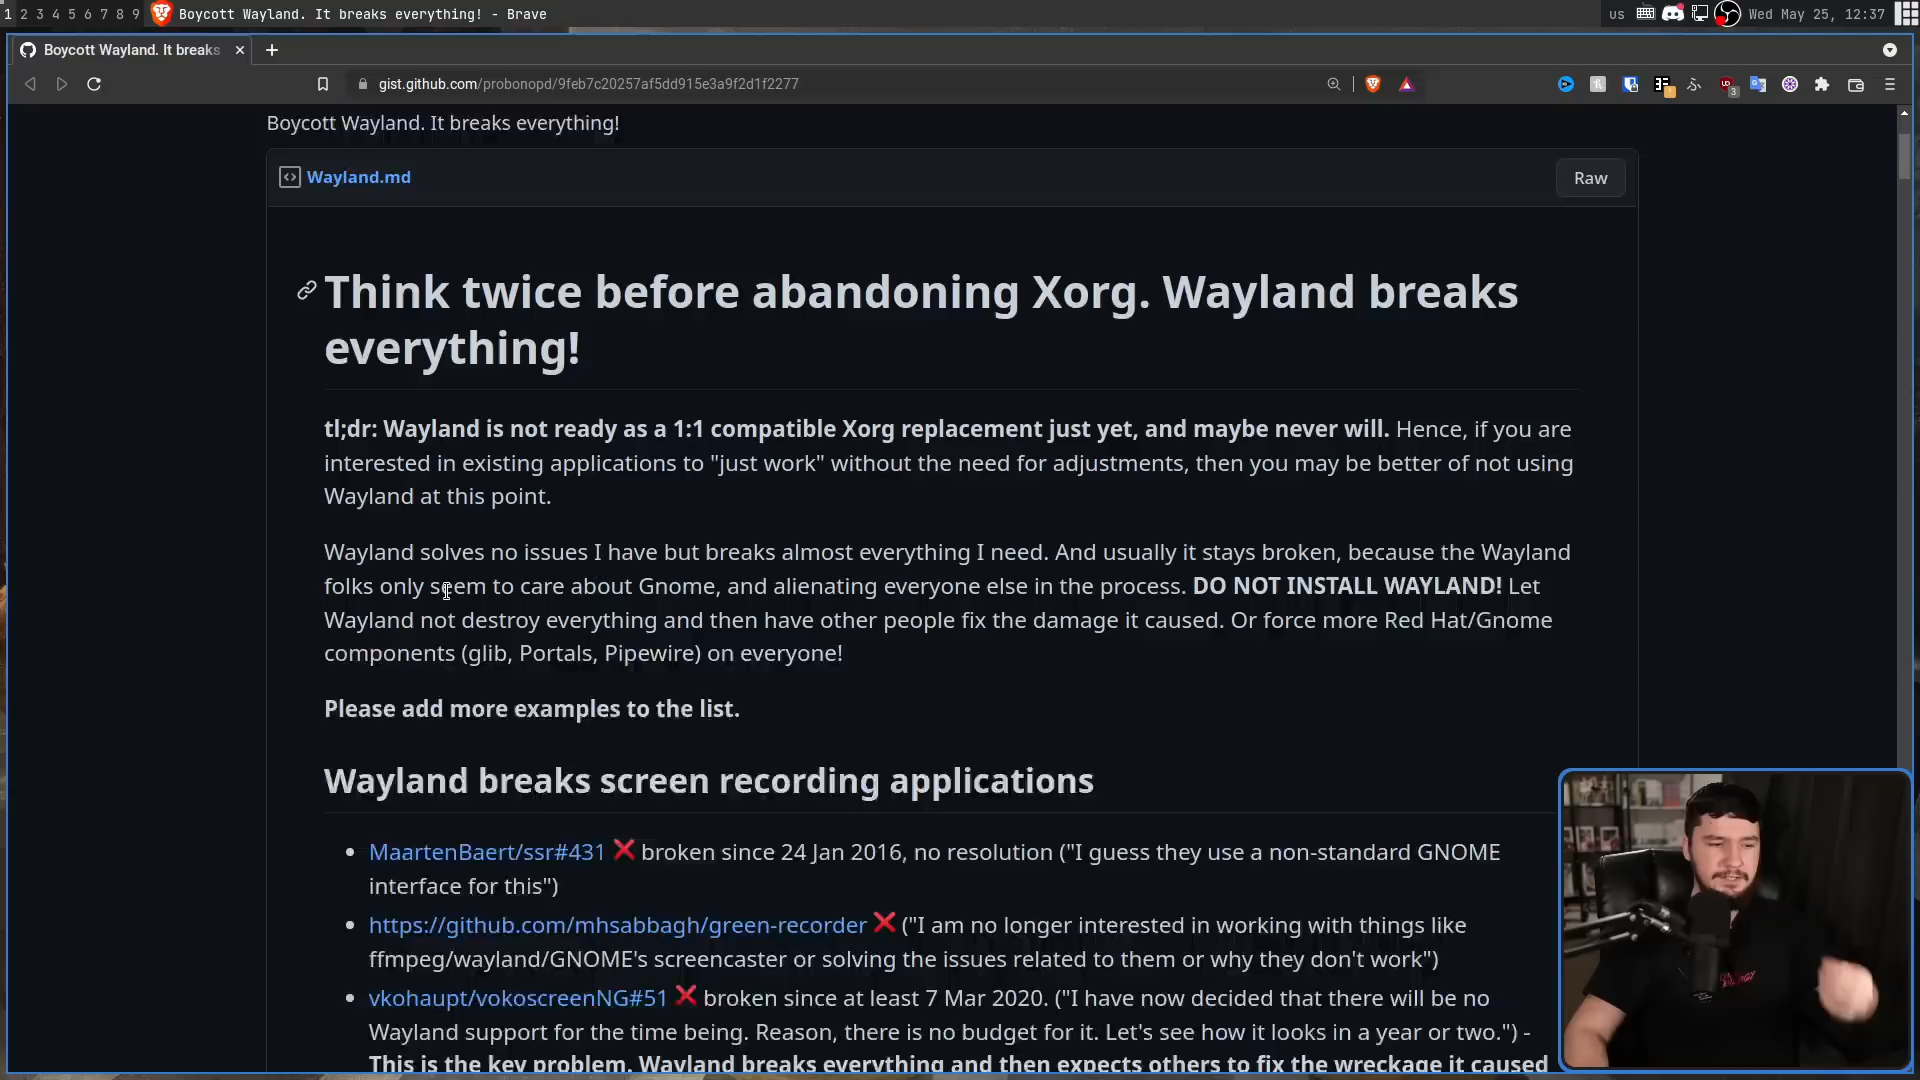 1 2 3 4 5 6 7 8 9 Boycott Wayland. It breaks everything! - Brave us Wed May 25, 12:37
Boycott Wayland. It breaks
gist.github.com/probonopd/9feb7c20257af5dd915e3a9f2d1f2277
Boycott Wayland. It breaks everything!
Wayland.md Raw
Think twice before abandoning Xorg. Wayland breaks
everything!
tl;dr: Wayland is not ready as a 1:1 compatible Xorg replacement just yet, and maybe never will. Hence, if you are
interested in existing applications to "just work" without the need for adjustments, then you may be better of not using
Wayland at this point.
Wayland solves no issues I have but breaks almost everything I need. And usually it stays broken, because the Wayland
folks only seem to care about Gnome, and alienating everyone else in the process. DO NOT INSTALL WAYLAND! Let
Wayland not destroy everything and then have other people fix the damage it caused. Or force more Red Hat/Gnome
components (glib, Portals, Pipewire) on everyone!
Please add more examples to the list.
Wayland breaks screen recording applications
• MaartenBaert/ssr#431 ❌ broken since 24 Jan 2016, no resolution ("I guess they use a non-standard GNOME
interface for this")
• https://github.com/mhsabbagh/green-recorder ❌ ("I am no longer interested in working with things like
ffmpeg/wayland/GNOME's screencaster or solving the issues related to them or why they don't work")
• vkohaupt/vokoscreenNG#51 ❌ broken since at least 7 Mar 2020. ("I have now decided that there will be no
Wayland support for the time being. Reason, there is no budget for it. Let's see how it looks in a year or two.") -
This is the key problem. Wayland breaks everything and then expects others to fix the wreckage it caused